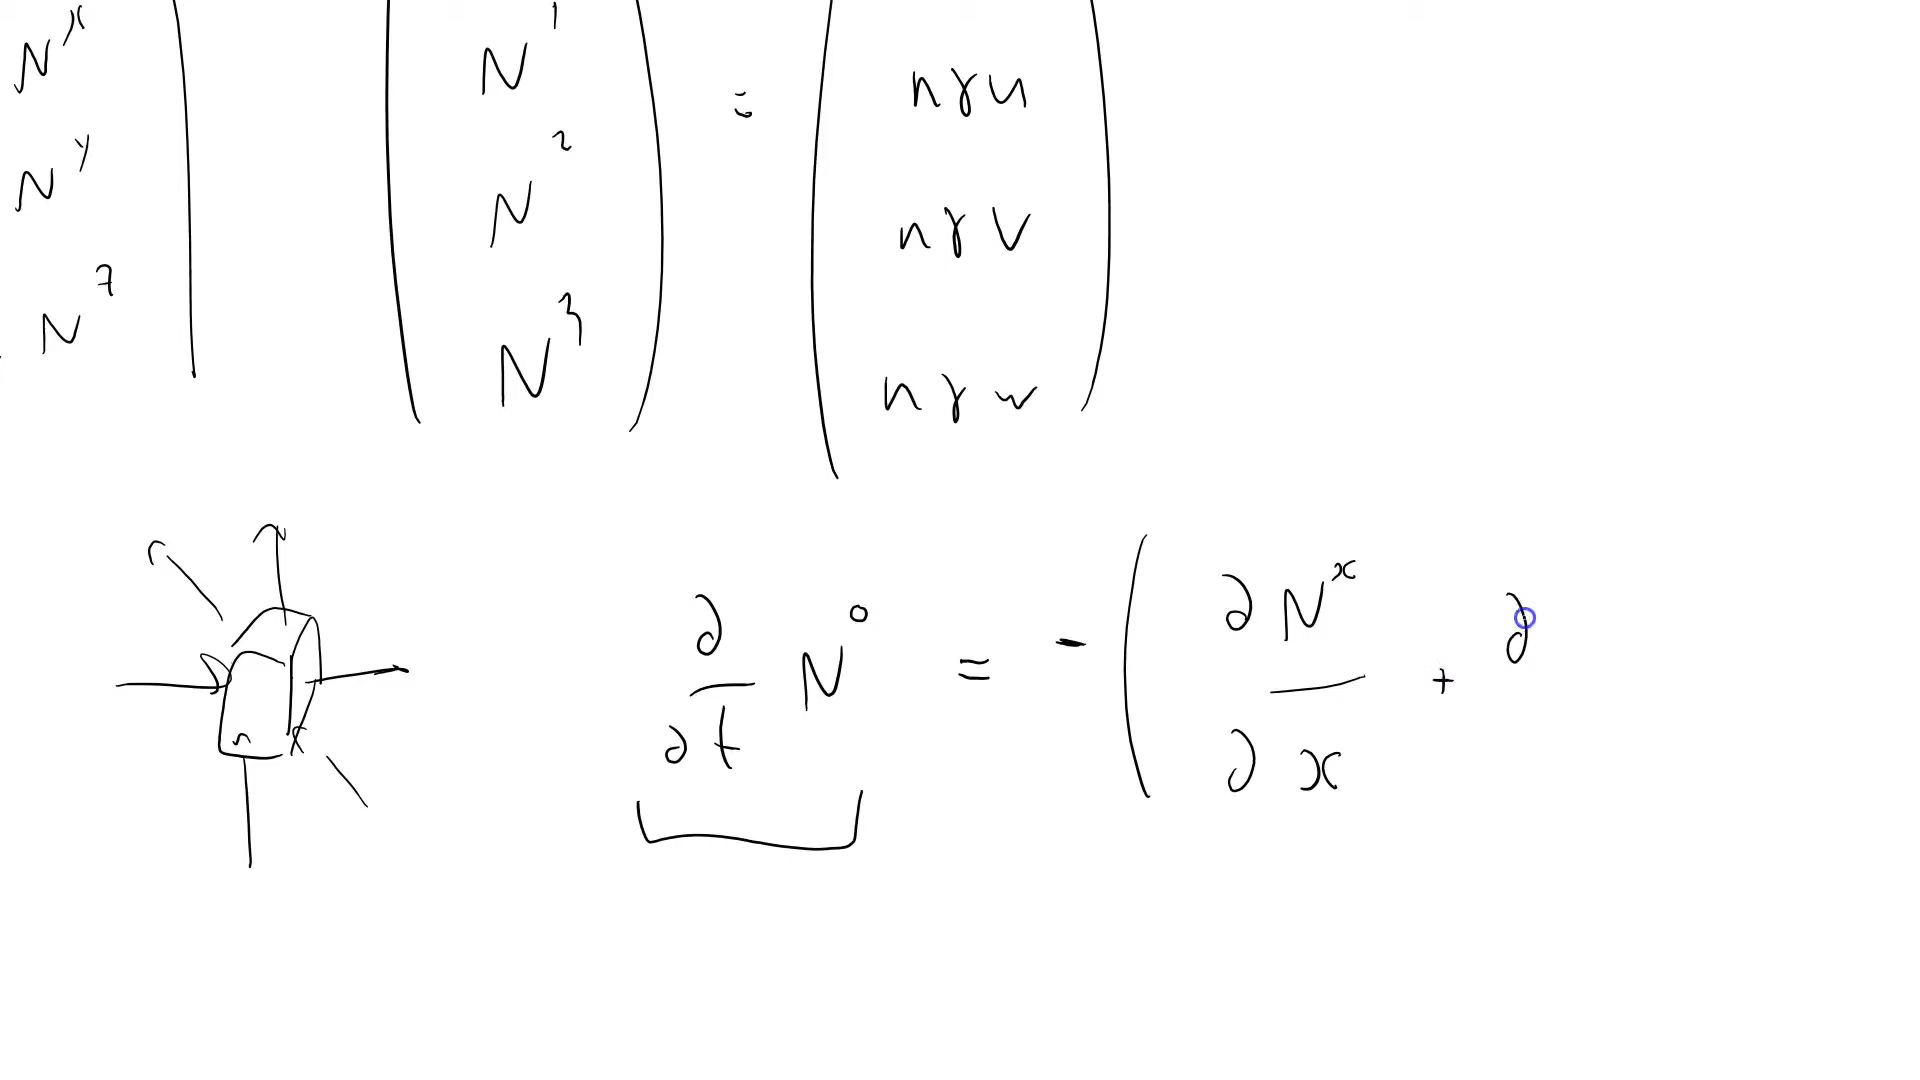 N^x N^1 = nγu
N^y N^2 nγv
N^z N^3 nγw
∂/∂t N^0 = - ( ∂N^x/∂x + ∂